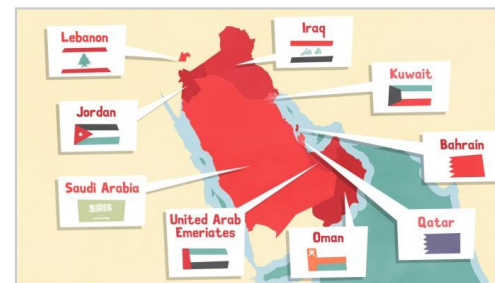 Lebanon
Iraq
Kuwait
Jordan
Bahrain
Saudi Arabia
United Arab
Emeriates
Oman
Qatar